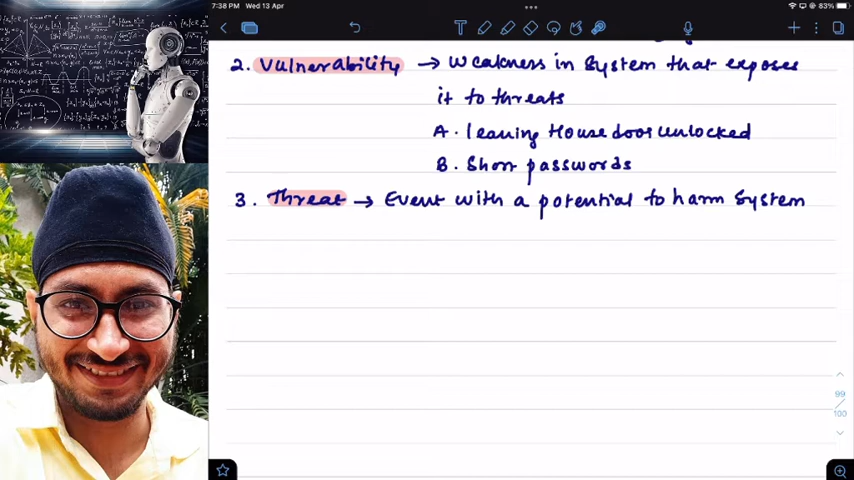 7:38 PM Wed 13 Apr
83%
2. Vulnerability → Weakness in System that exposes
it to threats
A. leaving House door unlocked
B. Short passwords
3. Threat → Event with a potential to harm System
99
100